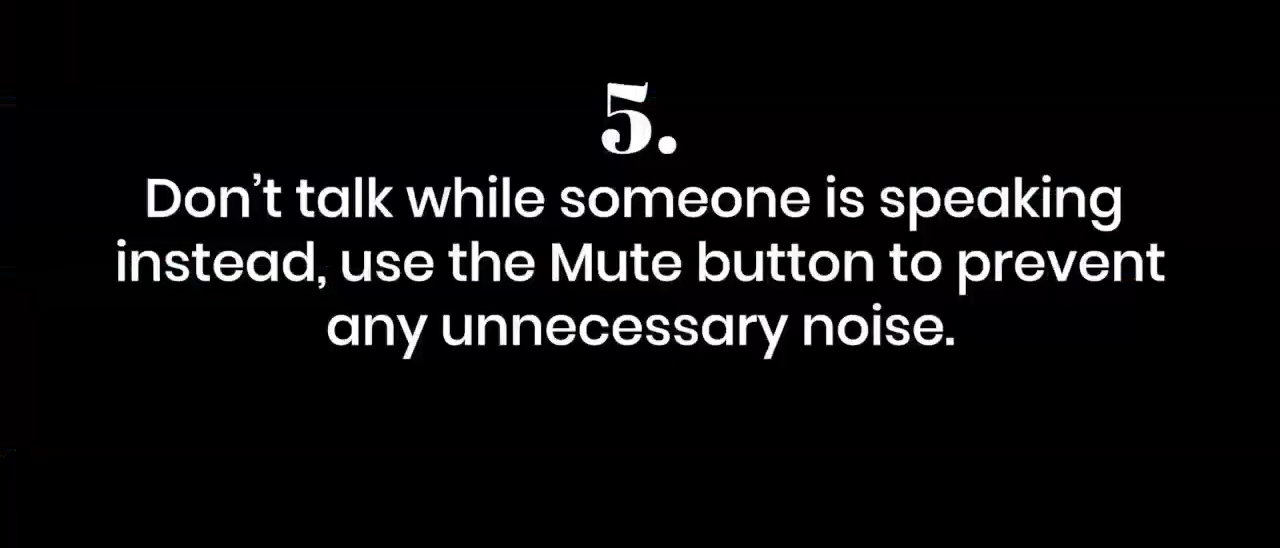 5.
Don’t talk while someone is speaking
instead, use the Mute button to prevent
any unnecessary noise.